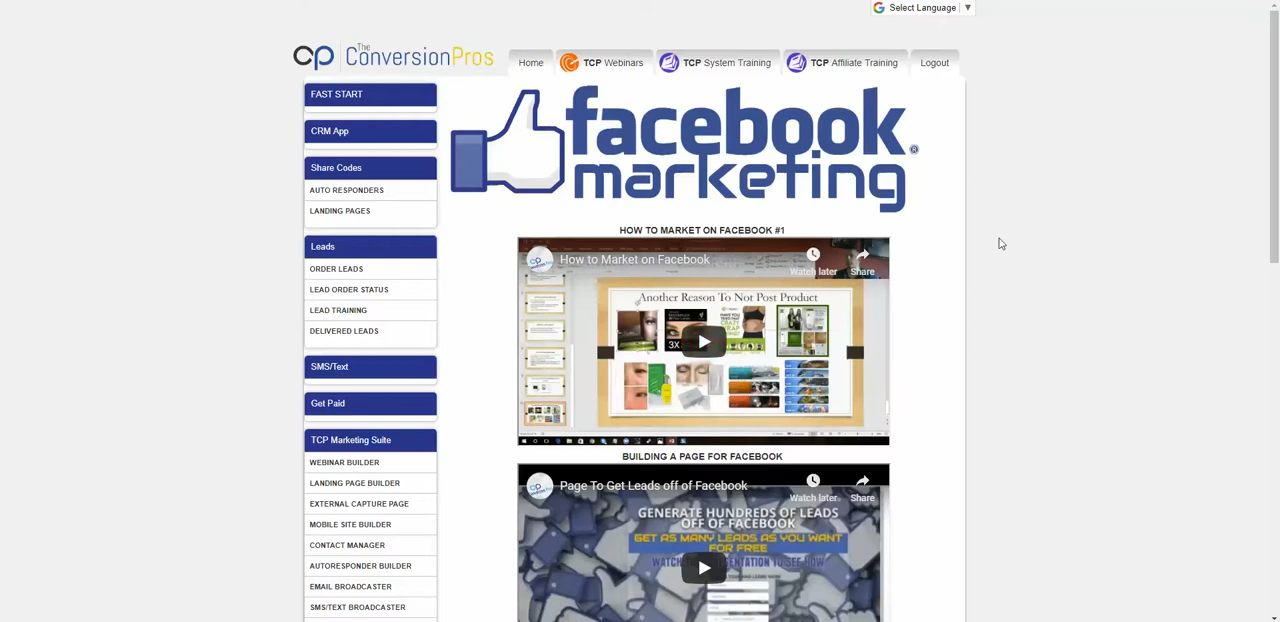 Select Language ▼
cp The ConversionPros
Home
TCP Webinars
TCP System Training
TCP Affiliate Training
Logout
FAST START
CRM App
Share Codes
AUTO RESPONDERS
LANDING PAGES
Leads
ORDER LEADS
LEAD ORDER STATUS
LEAD TRAINING
DELIVERED LEADS
SMS/Text
Get Paid
TCP Marketing Suite
WEBINAR BUILDER
LANDING PAGE BUILDER
EXTERNAL CAPTURE PAGE
MOBILE SITE BUILDER
CONTACT MANAGER
AUTORESPONDER BUILDER
EMAIL BROADCASTER
SMS/TEXT BROADCASTER
facebook®
marketing
HOW TO MARKET ON FACEBOOK #1
How to Market on Facebook
Watch later
Share
Another Reason To Not Post Product
3X
BUILDING A PAGE FOR FACEBOOK
Page To Get Leads off of Facebook
Watch later
Share
GENERATE HUNDREDS OF LEADS
OFF OF FACEBOOK
GET AS MANY LEADS AS YOU WANT
FOR FREE